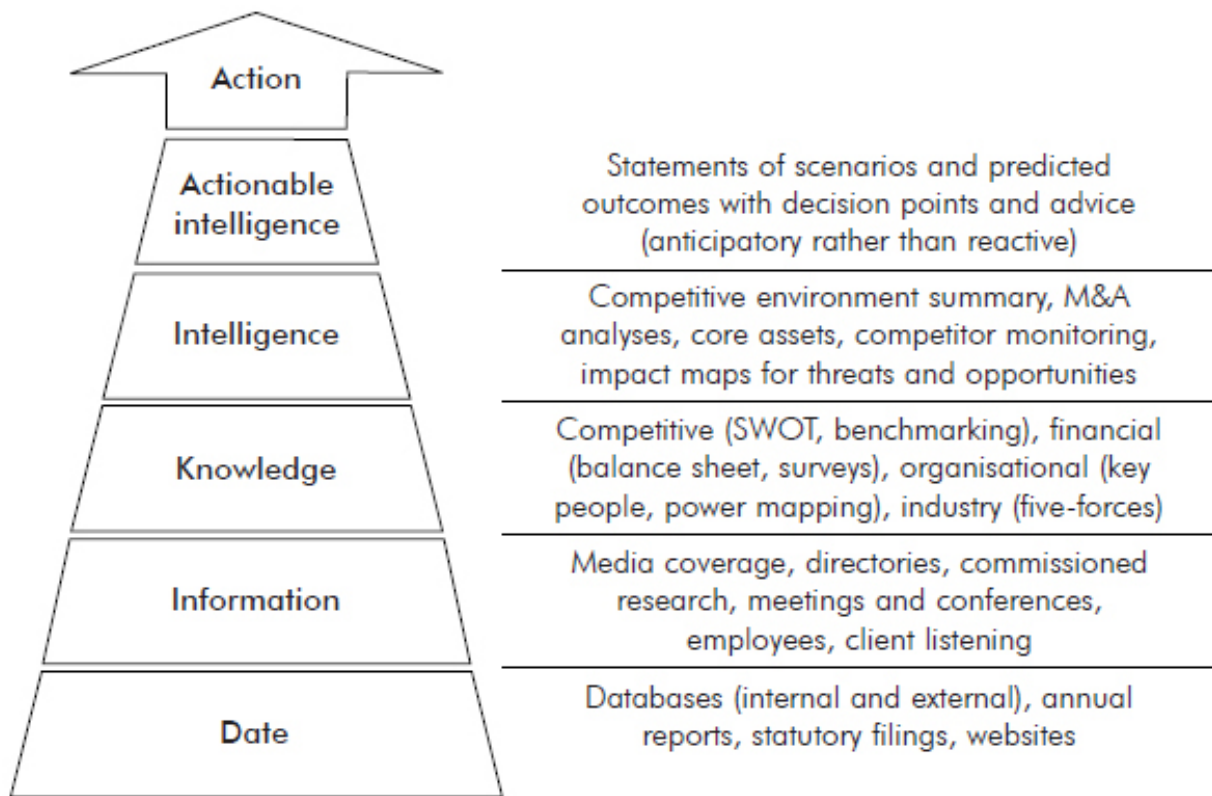 Action
Actionable
intelligence
Statements of scenarios and predicted
outcomes with decision points and advice
(anticipatory rather than reactive)
Intelligence
Competitive environment summary, M&A
analyses, core assets, competitor monitoring,
impact maps for threats and opportunities
Knowledge
Competitive (SWOT, benchmarking), financial
(balance sheet, surveys), organisational (key
people, power mapping), industry (five-forces)
Information
Media coverage, directories, commissioned
research, meetings and conferences,
employees, client listening
Date
Databases (internal and external), annual
reports, statutory filings, websites